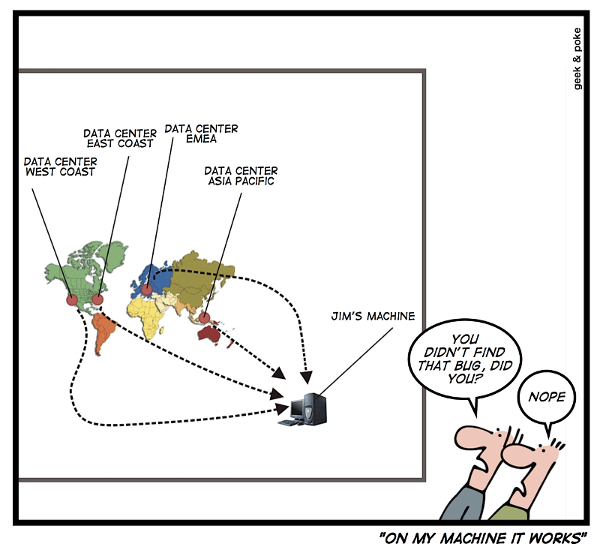 geek & poke
DATA CENTER
EAST COAST
DATA CENTER
EMEA
DATA CENTER
WEST COAST
DATA CENTER
ASIA PACIFIC
JIM'S MACHINE
YOU
DIDN'T FIND
THAT BUG, DID
YOU?
NOPE
"ON MY MACHINE IT WORKS"